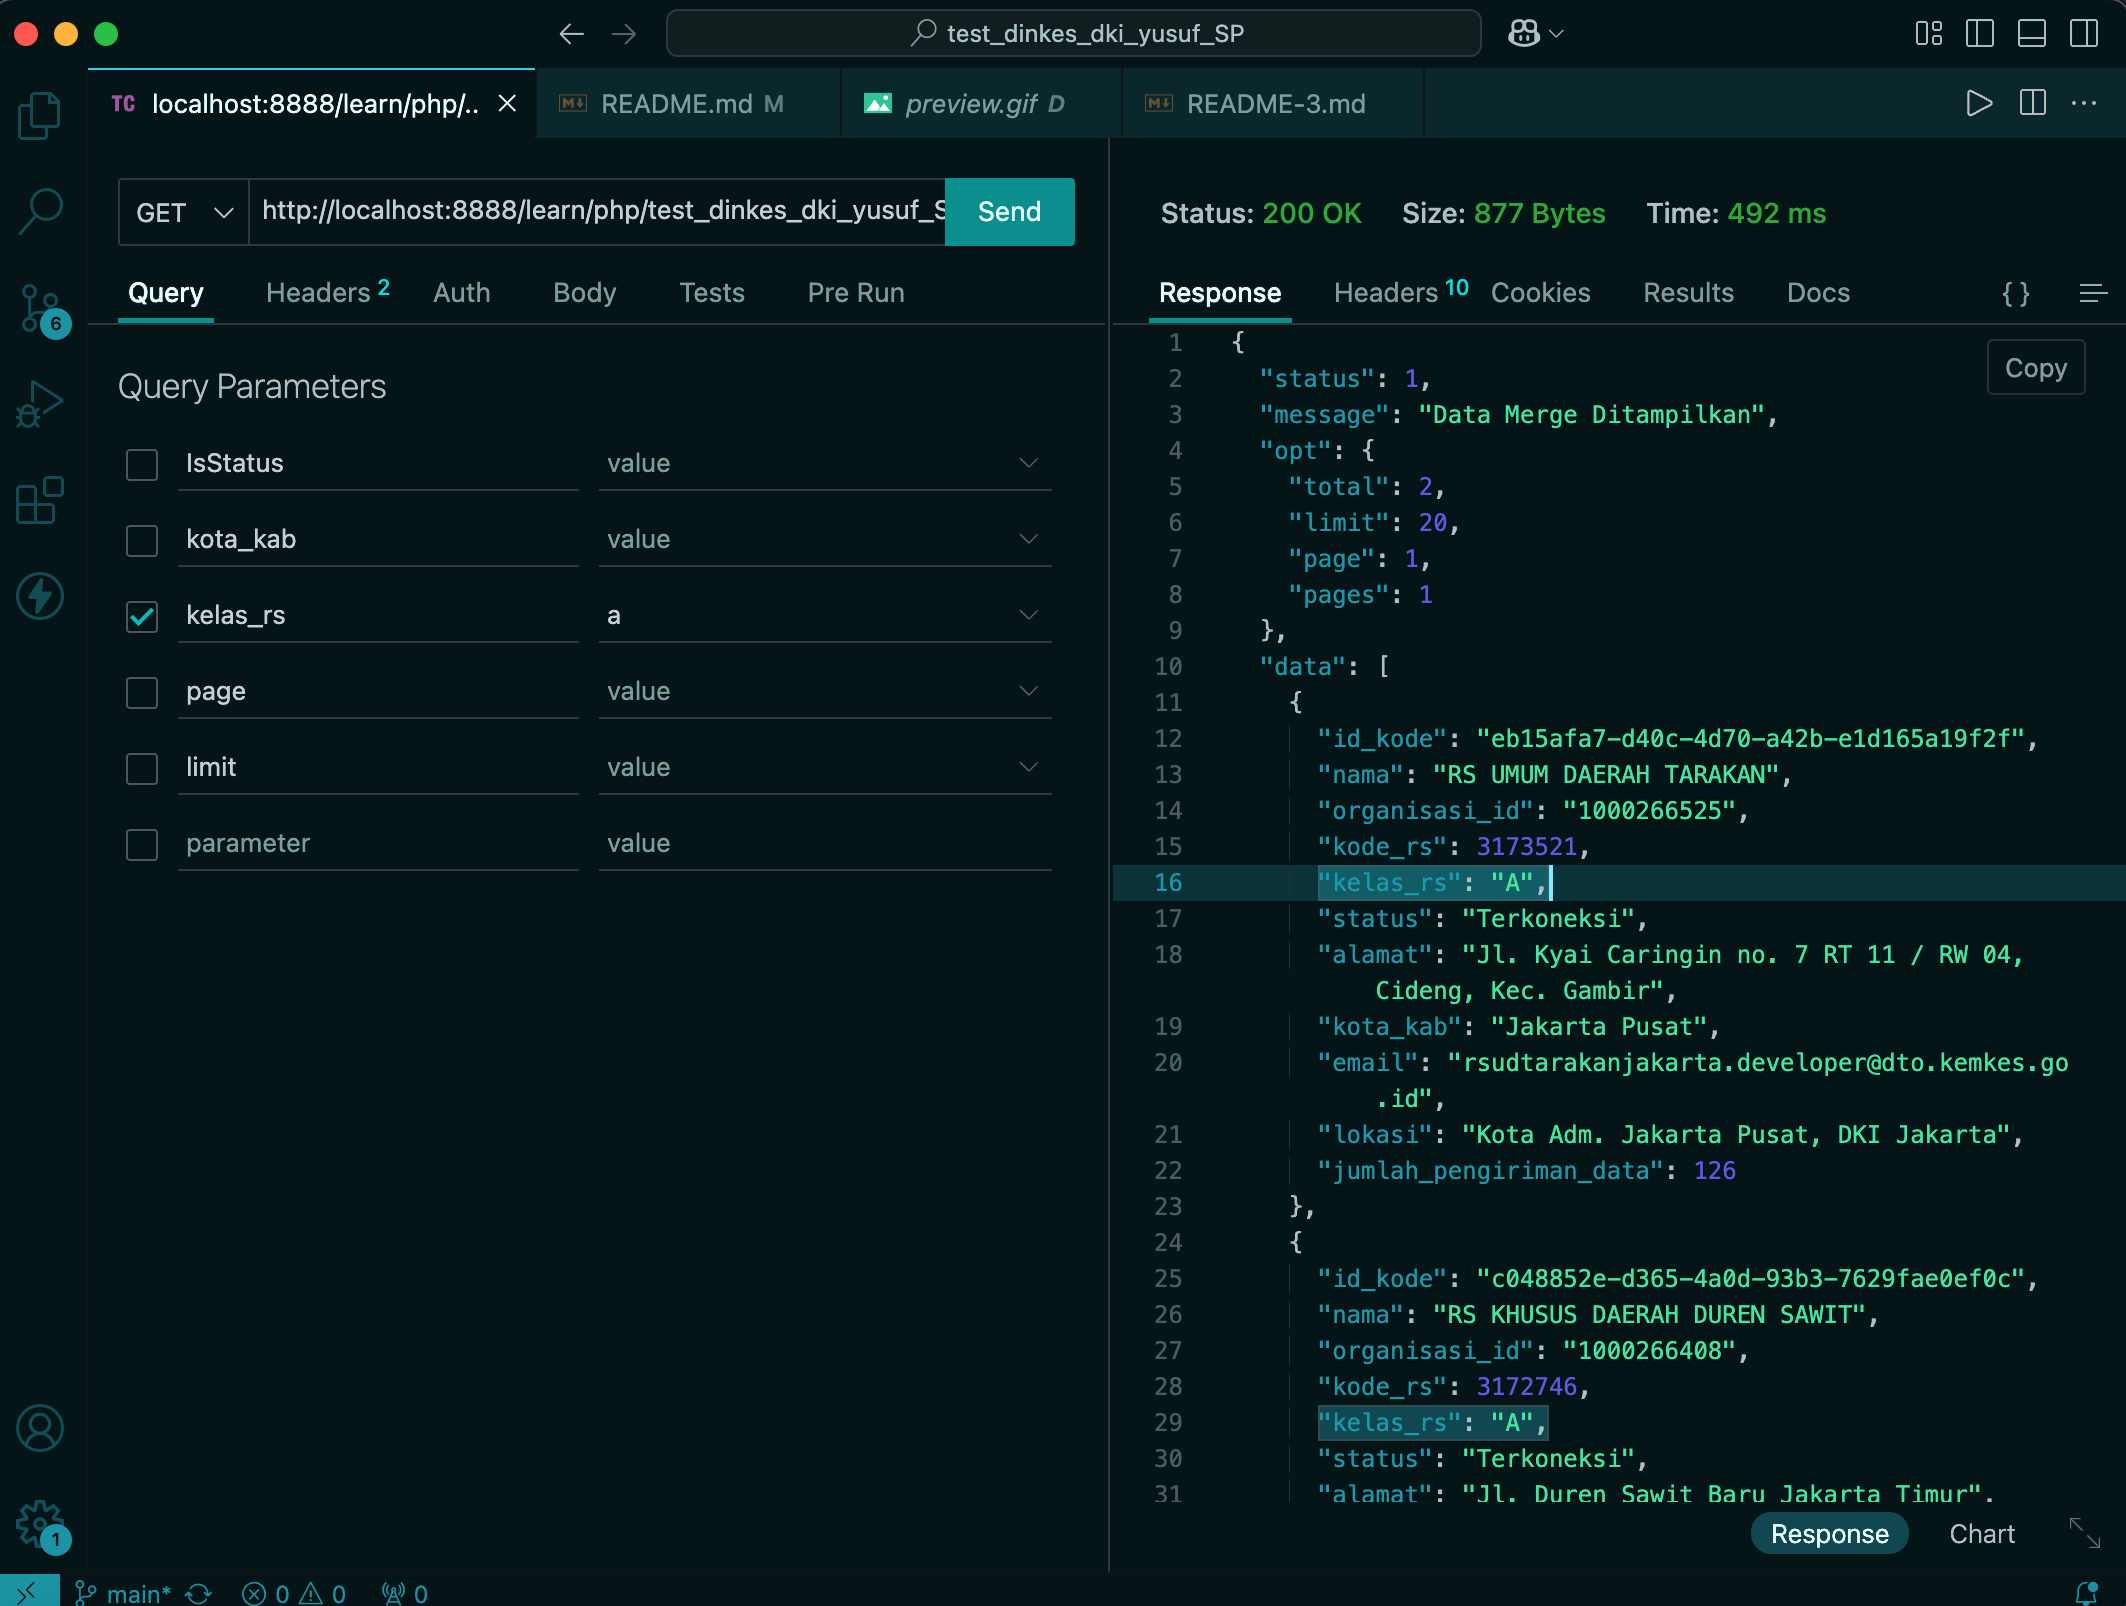 test_dinkes_dki_yusuf_SP
TC localhost:8888/learn/php/..
README.md M
preview.gif D
README-3.md
GET
http://localhost:8888/learn/php/test_dinkes_dki_yusuf_S
Send
Query
Headers 2
Auth
Body
Tests
Pre Run
Query Parameters
IsStatus value
kota_kab value
kelas_rs a
page value
limit value
parameter value
Status: 200 OK Size: 877 Bytes Time: 492 ms
Response
Headers 10
Cookies
Results
Docs
{ }
Copy
1 {
2 "status": 1,
3 "message": "Data Merge Ditampilkan",
4 "opt": {
5 "total": 2,
6 "limit": 20,
7 "page": 1,
8 "pages": 1
9 },
10 "data": [
11 {
12 "id_kode": "eb15afa7-d40c-4d70-a42b-e1d165a19f2f",
13 "nama": "RS UMUM DAERAH TARAKAN",
14 "organisasi_id": "1000266525",
15 "kode_rs": 3173521,
16 "kelas_rs": "A",
17 "status": "Terkoneksi",
18 "alamat": "Jl. Kyai Caringin no. 7 RT 11 / RW 04,
Cideng, Kec. Gambir",
19 "kota_kab": "Jakarta Pusat",
20 "email": "rsudtarakanjakarta.developer@dto.kemkes.go
.id",
21 "lokasi": "Kota Adm. Jakarta Pusat, DKI Jakarta",
22 "jumlah_pengiriman_data": 126
23 },
24 {
25 "id_kode": "c048852e-d365-4a0d-93b3-7629fae0ef0c",
26 "nama": "RS KHUSUS DAERAH DUREN SAWIT",
27 "organisasi_id": "1000266408",
28 "kode_rs": 3172746,
29 "kelas_rs": "A",
30 "status": "Terkoneksi",
31 "alamat": "Jl. Duren Sawit Baru Jakarta Timur",
Response
Chart
6
1
main* 0 0 0